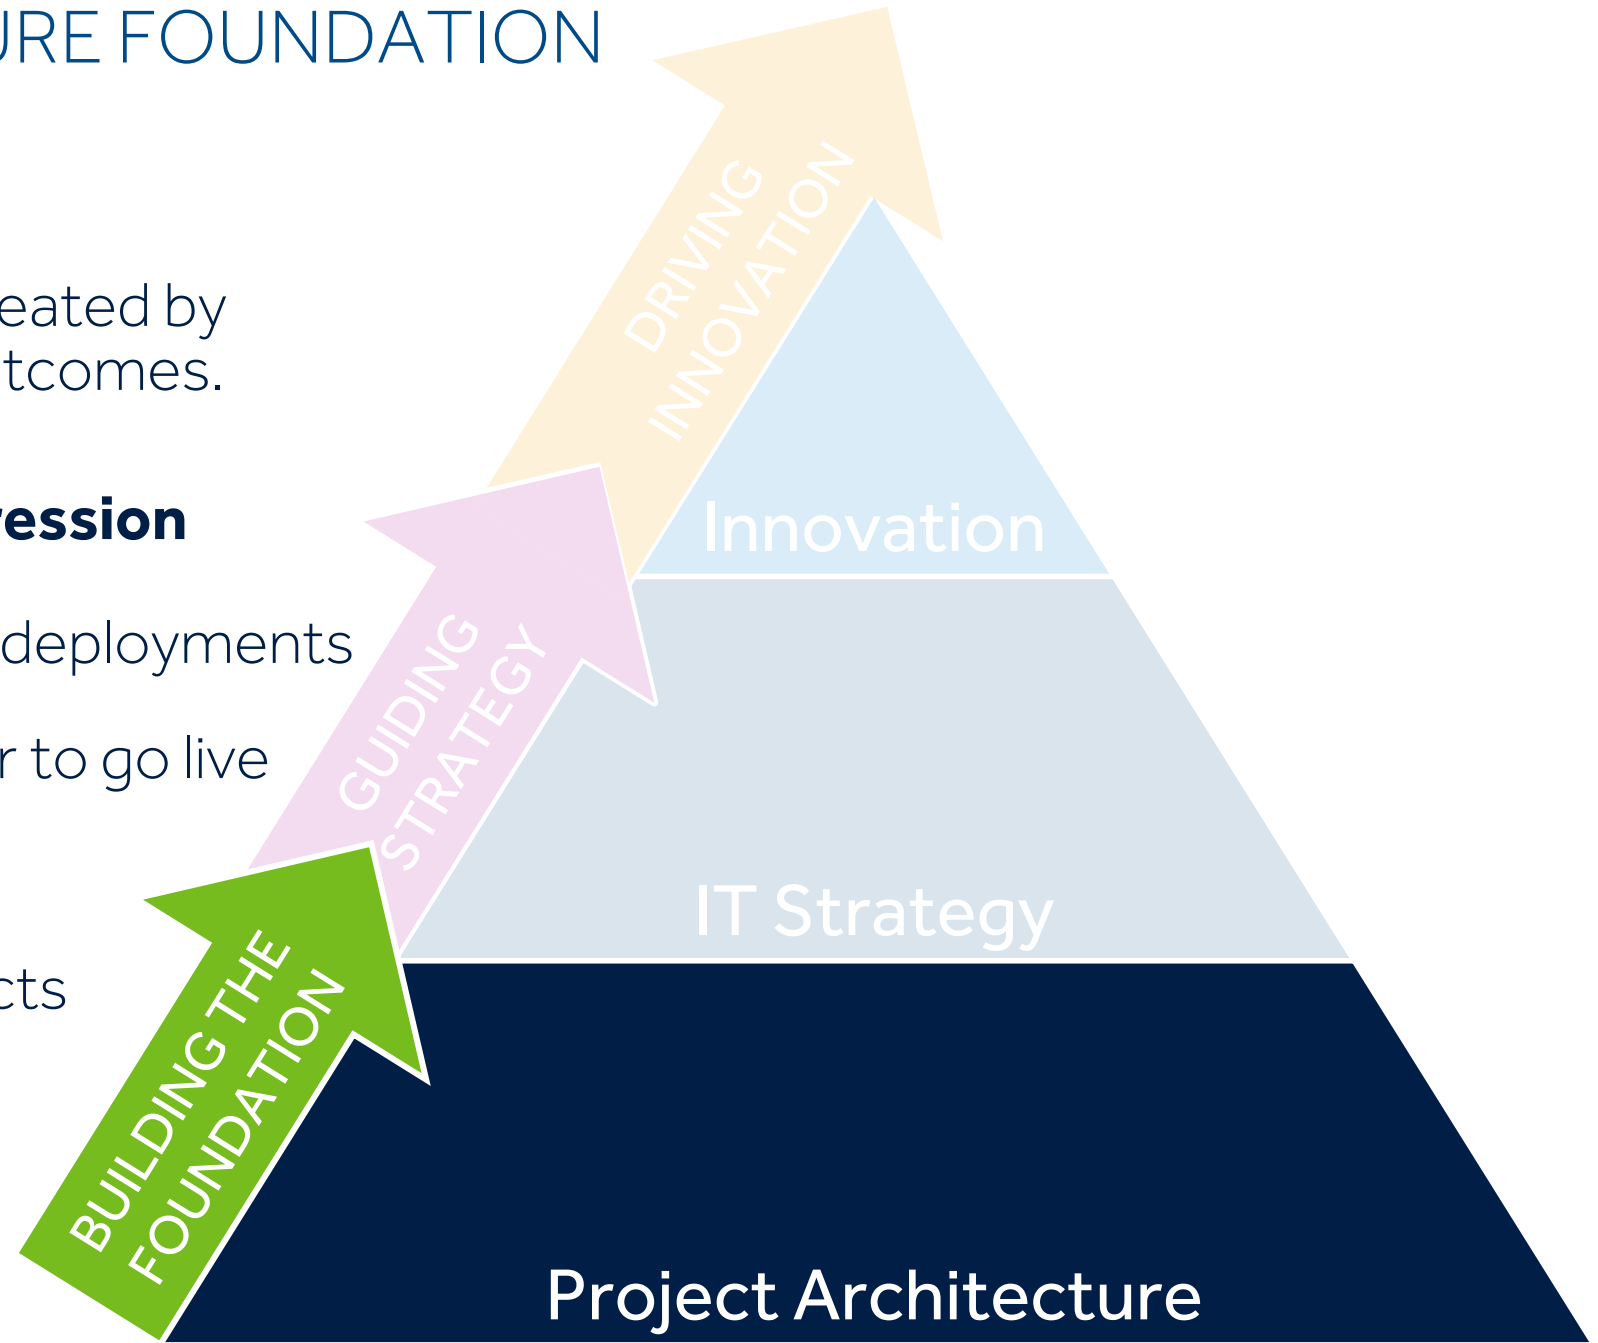 URE FOUNDATION
eated by
tcomes.
ression
deployments
r to go live
cts
DRIVING
INNOVATION
GUIDING
STRATEGY
BUILDING THE
FOUNDATION
Innovation
IT Strategy
Project Architecture